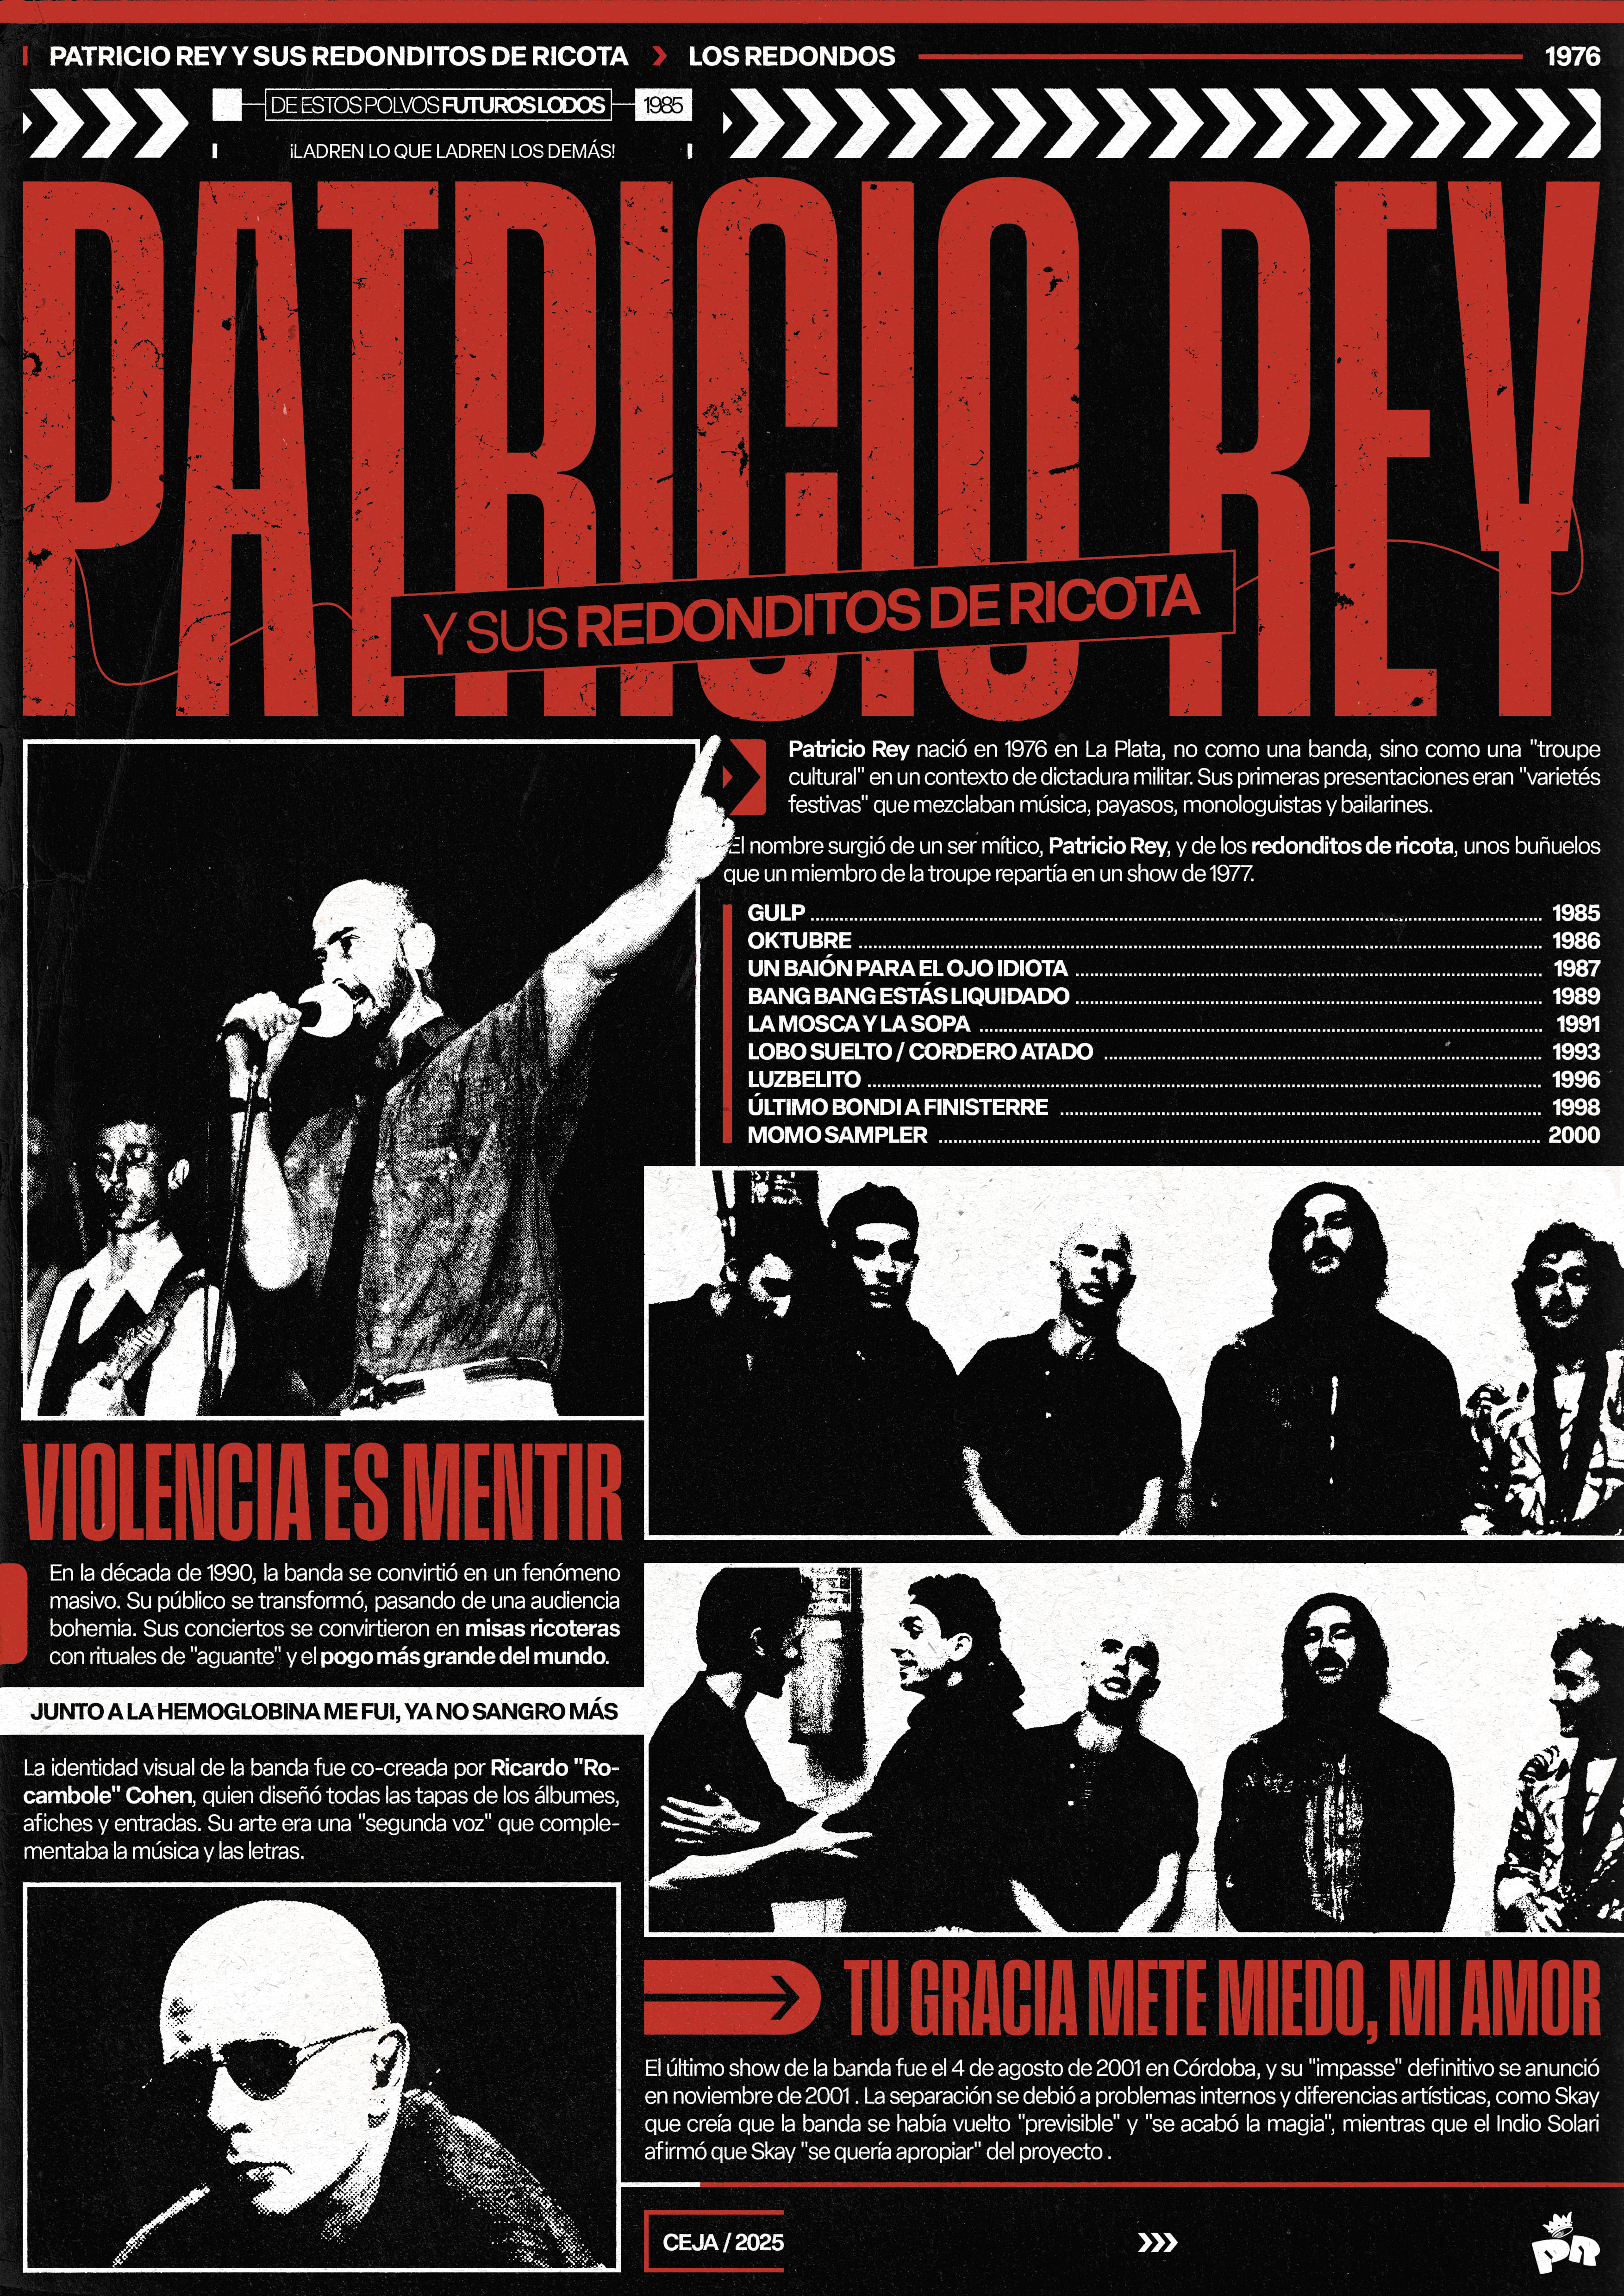 PATRICIO REY Y SUS REDONDITOS DE RICOTA LOS REDONDOS 1976
DE ESTOS POLVOS FUTUROS LODOS 1985
¡LADREN LO QUE LADREN LOS DEMÁS!
PATRICIO REY
Y SUS REDONDITOS DE RICOTA
Patricio Rey nació en 1976 en La Plata, no como una banda, sino como una "troupe
cultural" en un contexto de dictadura militar. Sus primeras presentaciones eran "varietés
festivas" que mezclaban música, payasos, monologuistas y bailarines.
El nombre surgió de un ser mítico, Patricio Rey, y de los redonditos de ricota, unos buñuelos
que un miembro de la troupe repartía en un show de 1977.
GULP 1985
OKTUBRE 1986
UN BAIÓN PARA EL OJO IDIOTA 1987
BANG BANG ESTÁS LIQUIDADO 1989
LA MOSCA Y LA SOPA 1991
LOBO SUELTO / CORDERO ATADO 1993
LUZBELITO 1996
ÚLTIMO BONDI A FINISTERRE 1998
MOMO SAMPLER 2000
VIOLENCIA ES MENTIR
En la década de 1990, la banda se convirtió en un fenómeno
masivo. Su público se transformó, pasando de una audiencia
bohemia. Sus conciertos se convirtieron en misas ricoteras
con rituales de "aguante" y el pogo más grande del mundo.
JUNTO A LA HEMOGLOBINA ME FUI, YA NO SANGRO MÁS
La identidad visual de la banda fue co-creada por Ricardo "Ro-
cambole" Cohen, quien diseñó todas las tapas de los álbumes,
afiches y entradas. Su arte era una "segunda voz" que comple-
mentaba la música y las letras.
TU GRACIA METE MIEDO, MI AMOR
El último show de la banda fue el 4 de agosto de 2001 en Córdoba, y su "impasse" definitivo se anunció
en noviembre de 2001 . La separación se debió a problemas internos y diferencias artísticas, como Skay
que creía que la banda se había vuelto "previsible" y "se acabó la magia", mientras que el Indio Solari
afirmó que Skay "se quería apropiar" del proyecto .
CEJA / 2025
PR